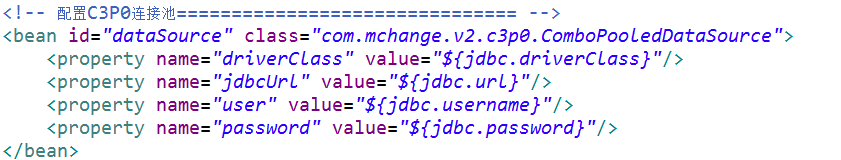 <!-- 配置C3P0连接池=============================== -->
<bean id="dataSource" class="com.mchange.v2.c3p0.ComboPooledDataSource">
    <property name="driverClass" value="${jdbc.driverClass}"/>
    <property name="jdbcUrl" value="${jdbc.url}"/>
    <property name="user" value="${jdbc.username}"/>
    <property name="password" value="${jdbc.password}"/>
</bean>